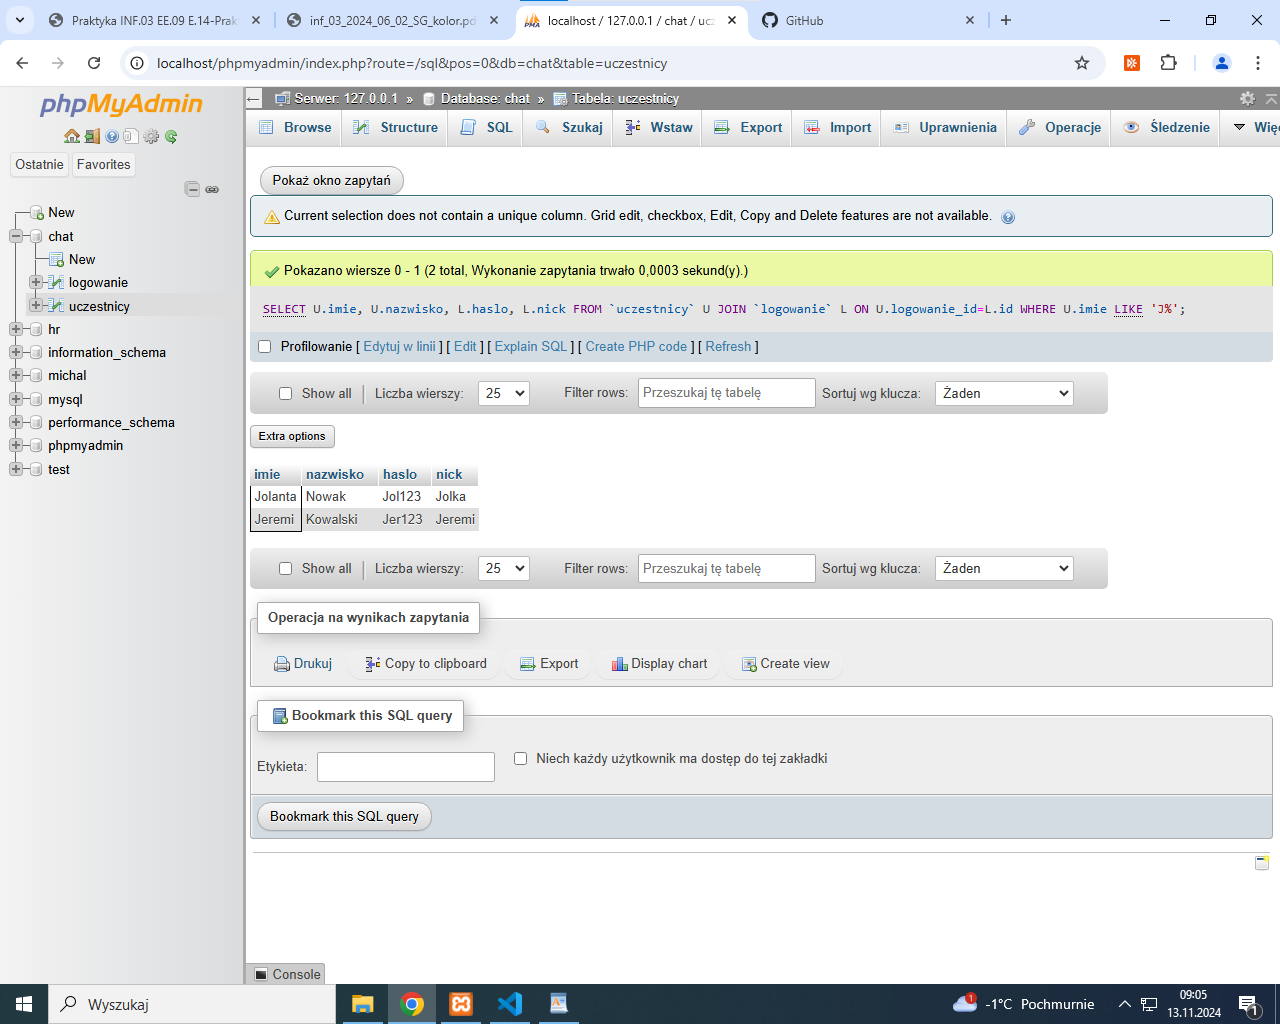 Praktyka INF.03 EE.09 E.14-Prak
inf_03_2024_06_02_SG_kolor.pd
localhost / 127.0.0.1 / chat / ucz
GitHub
localhost/phpmyadmin/index.php?route=/sql&pos=0&db=chat&table=uczestnicy
phpMyAdmin
Ostatnie Favorites
New
chat
New
logowanie
uczestnicy
hr
information_schema
michal
mysql
performance_schema
phpmyadmin
test
Serwer: 127.0.0.1 » Database: chat » Tabela: uczestnicy
Browse Structure SQL Szukaj Wstaw Export Import Uprawnienia Operacje Śledzenie Więc
Pokaż okno zapytań
Current selection does not contain a unique column. Grid edit, checkbox, Edit, Copy and Delete features are not available.
Pokazano wiersze 0 - 1 (2 total, Wykonanie zapytania trwało 0,0003 sekund(y).)
SELECT U.imie, U.nazwisko, L.haslo, L.nick FROM `uczestnicy` U JOIN `logowanie` L ON U.logowanie_id=L.id WHERE U.imie LIKE 'J%';
Profilowanie [ Edytuj w linii ] [ Edit ] [ Explain SQL ] [ Create PHP code ] [ Refresh ]
Show all Liczba wierszy: 25 Filter rows: Przeszukaj tę tabelę Sortuj wg klucza: Żaden
Extra options
imie nazwisko haslo nick
Jolanta Nowak Jol123 Jolka
Jeremi Kowalski Jer123 Jeremi
Show all Liczba wierszy: 25 Filter rows: Przeszukaj tę tabelę Sortuj wg klucza: Żaden
Operacja na wynikach zapytania
Drukuj Copy to clipboard Export Display chart Create view
Bookmark this SQL query
Etykieta: Niech każdy użytkownik ma dostęp do tej zakładki
Bookmark this SQL query
Console
Wyszukaj
1
-1°C Pochmurnie
09:05
13.11.2024
1